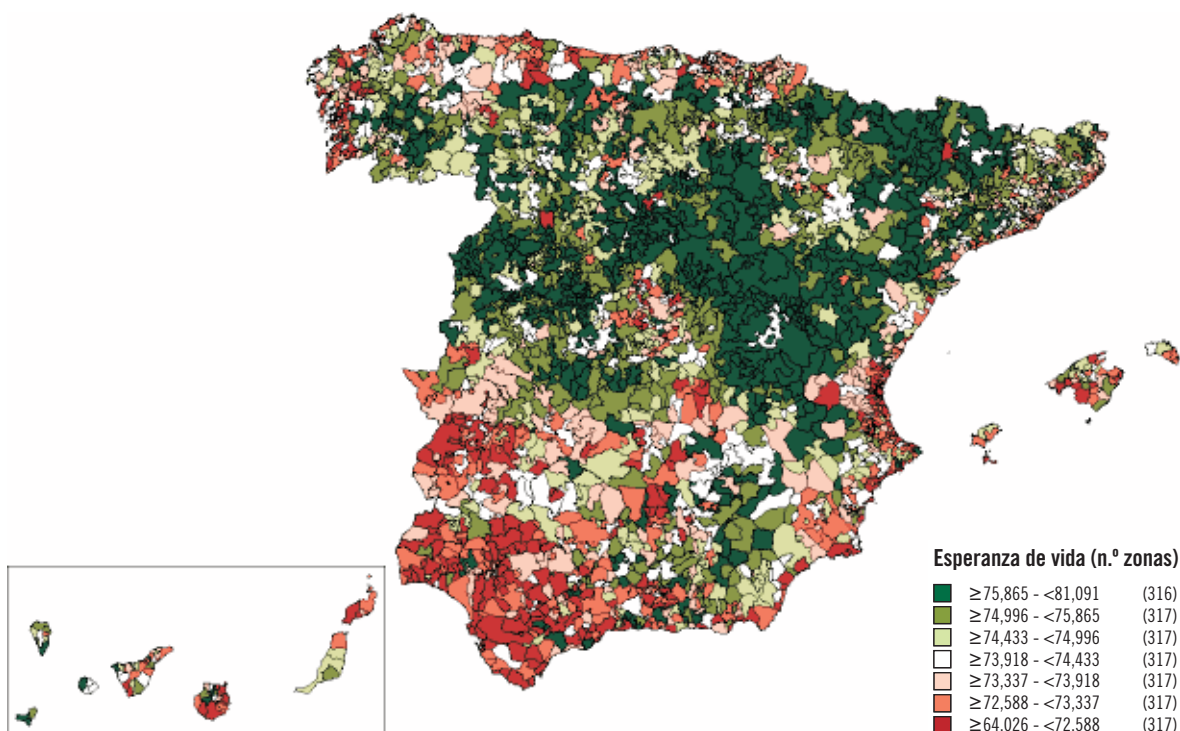 Esperanza de vida (n.º zonas)
≥75,865 - <81,091 (316)
≥74,996 - <75,865 (317)
≥74,433 - <74,996 (317)
≥73,918 - <74,433 (317)
≥73,337 - <73,918 (317)
≥72,588 - <73,337 (317)
≥64,026 - <72,588 (317)